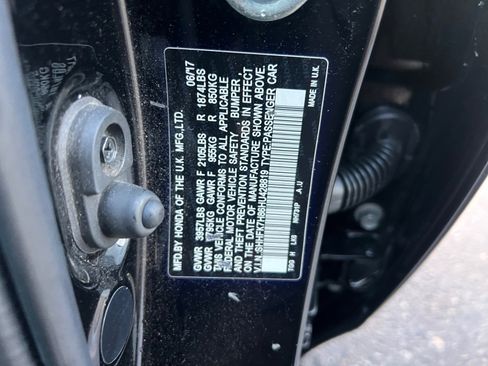 MFD.BY HONDA OF THE U.K. MFG.,LTD. 06/17
GVWR 3957LBS GAWR F 2105LBS R 1874LBS
GVWR 1795KG GAWR F 955KG R 850KG
THIS VEHICLE CONFORMS TO ALL APPLICABLE
FEDERAL MOTOR VEHICLE SAFETY BUMPER
AND THEFT PREVENTION STANDARDS IN EFFECT
ON THE DATE OF MANUFACTURE SHOWN ABOVE.
V.I.N. TYPE:PASSENGER CAR
MADE IN U.K.